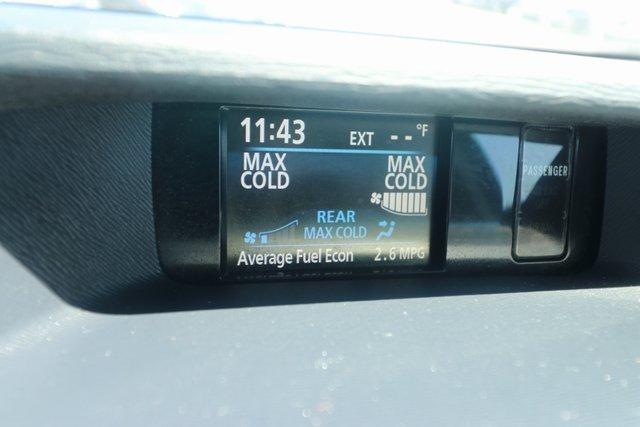 11:43 EXT -- °F
MAX COLD MAX COLD
REAR
MAX COLD
Average Fuel Econ 2.6 MPG
PASSENGER